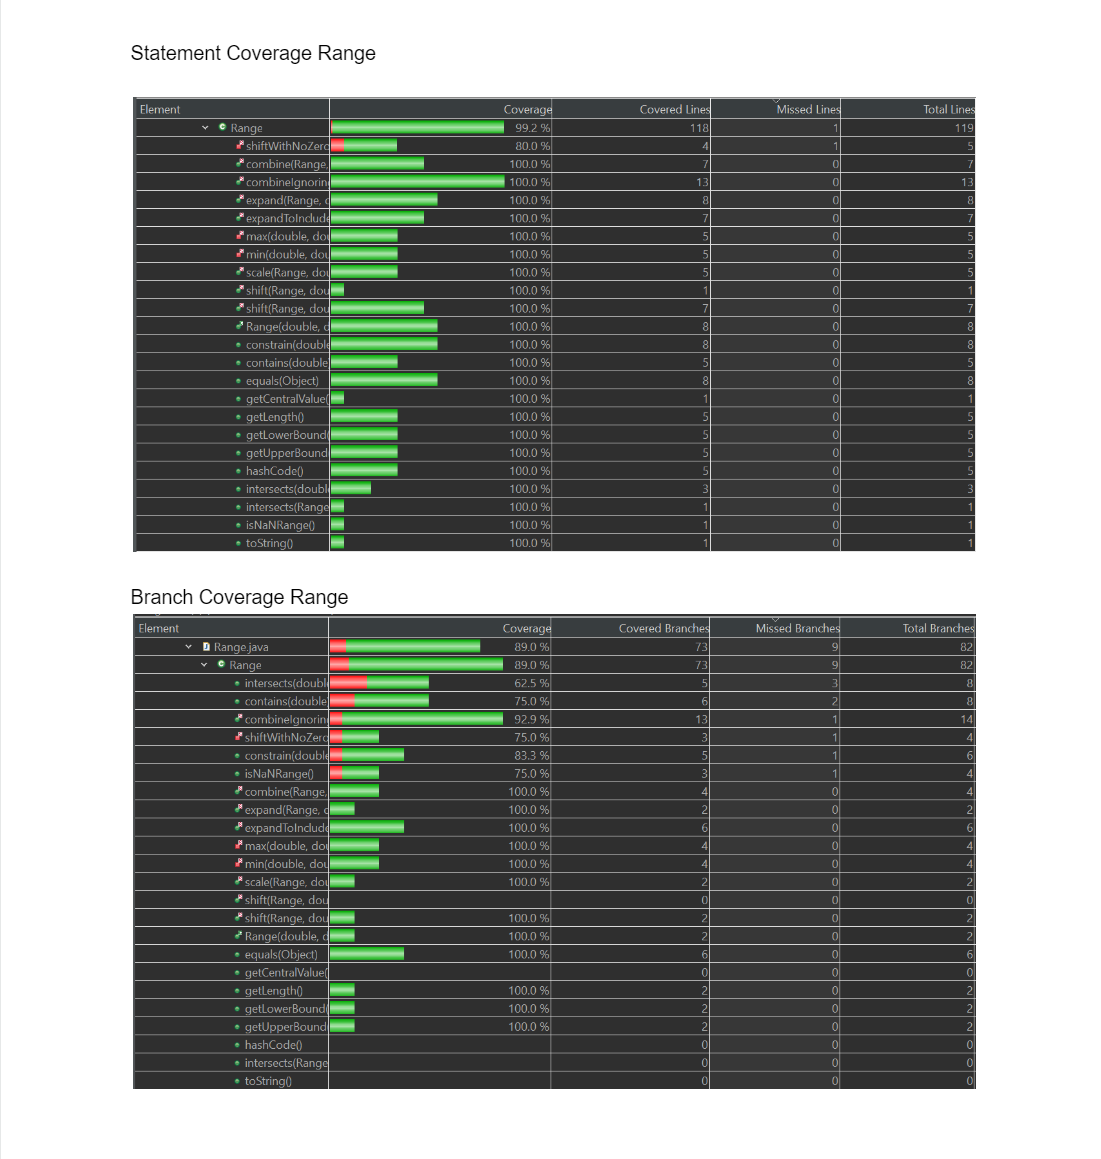 Statement Coverage Range
Element Coverage Covered Lines Missed Lines Total Lines
Range 99.2 % 118 1 119
shiftWithNoZero 80.0 % 4 1 5
combine(Range, 100.0 % 7 0 7
combineIgnorin 100.0 % 13 0 13
expand(Range, d 100.0 % 8 0 8
expandToInclude 100.0 % 7 0 7
max(double, dou 100.0 % 5 0 5
min(double, dou 100.0 % 5 0 5
scale(Range, dou 100.0 % 5 0 5
shift(Range, dou 100.0 % 1 0 1
shift(Range, dou 100.0 % 7 0 7
Range(double, d 100.0 % 8 0 8
constrain(double 100.0 % 8 0 8
contains(double 100.0 % 5 0 5
equals(Object) 100.0 % 8 0 8
getCentralValue( 100.0 % 1 0 1
getLength() 100.0 % 5 0 5
getLowerBound( 100.0 % 5 0 5
getUpperBound 100.0 % 5 0 5
hashCode() 100.0 % 5 0 5
intersects(doubl 100.0 % 3 0 3
intersects(Range 100.0 % 1 0 1
isNaNRange() 100.0 % 1 0 1
toString() 100.0 % 1 0 1
Branch Coverage Range
Element Coverage Covered Branches Missed Branches Total Branches
Range.java 89.0 % 73 9 82
Range 89.0 % 73 9 82
intersects(doubl 62.5 % 5 3 8
contains(double 75.0 % 6 2 8
combineIgnorin 92.9 % 13 1 14
shiftWithNoZero 75.0 % 3 1 4
constrain(double 83.3 % 5 1 6
isNaNRange() 75.0 % 3 1 4
combine(Range, 100.0 % 4 0 4
expand(Range, d 100.0 % 2 0 2
expandToInclude 100.0 % 6 0 6
max(double, dou 100.0 % 4 0 4
min(double, dou 100.0 % 4 0 4
scale(Range, dou 100.0 % 2 0 2
shift(Range, dou 0 0 0
shift(Range, dou 100.0 % 2 0 2
Range(double, d 100.0 % 2 0 2
equals(Object) 100.0 % 6 0 6
getCentralValue( 0 0 0
getLength() 100.0 % 2 0 2
getLowerBound( 100.0 % 2 0 2
getUpperBound 100.0 % 2 0 2
hashCode() 0 0 0
intersects(Range 0 0 0
toString() 0 0 0